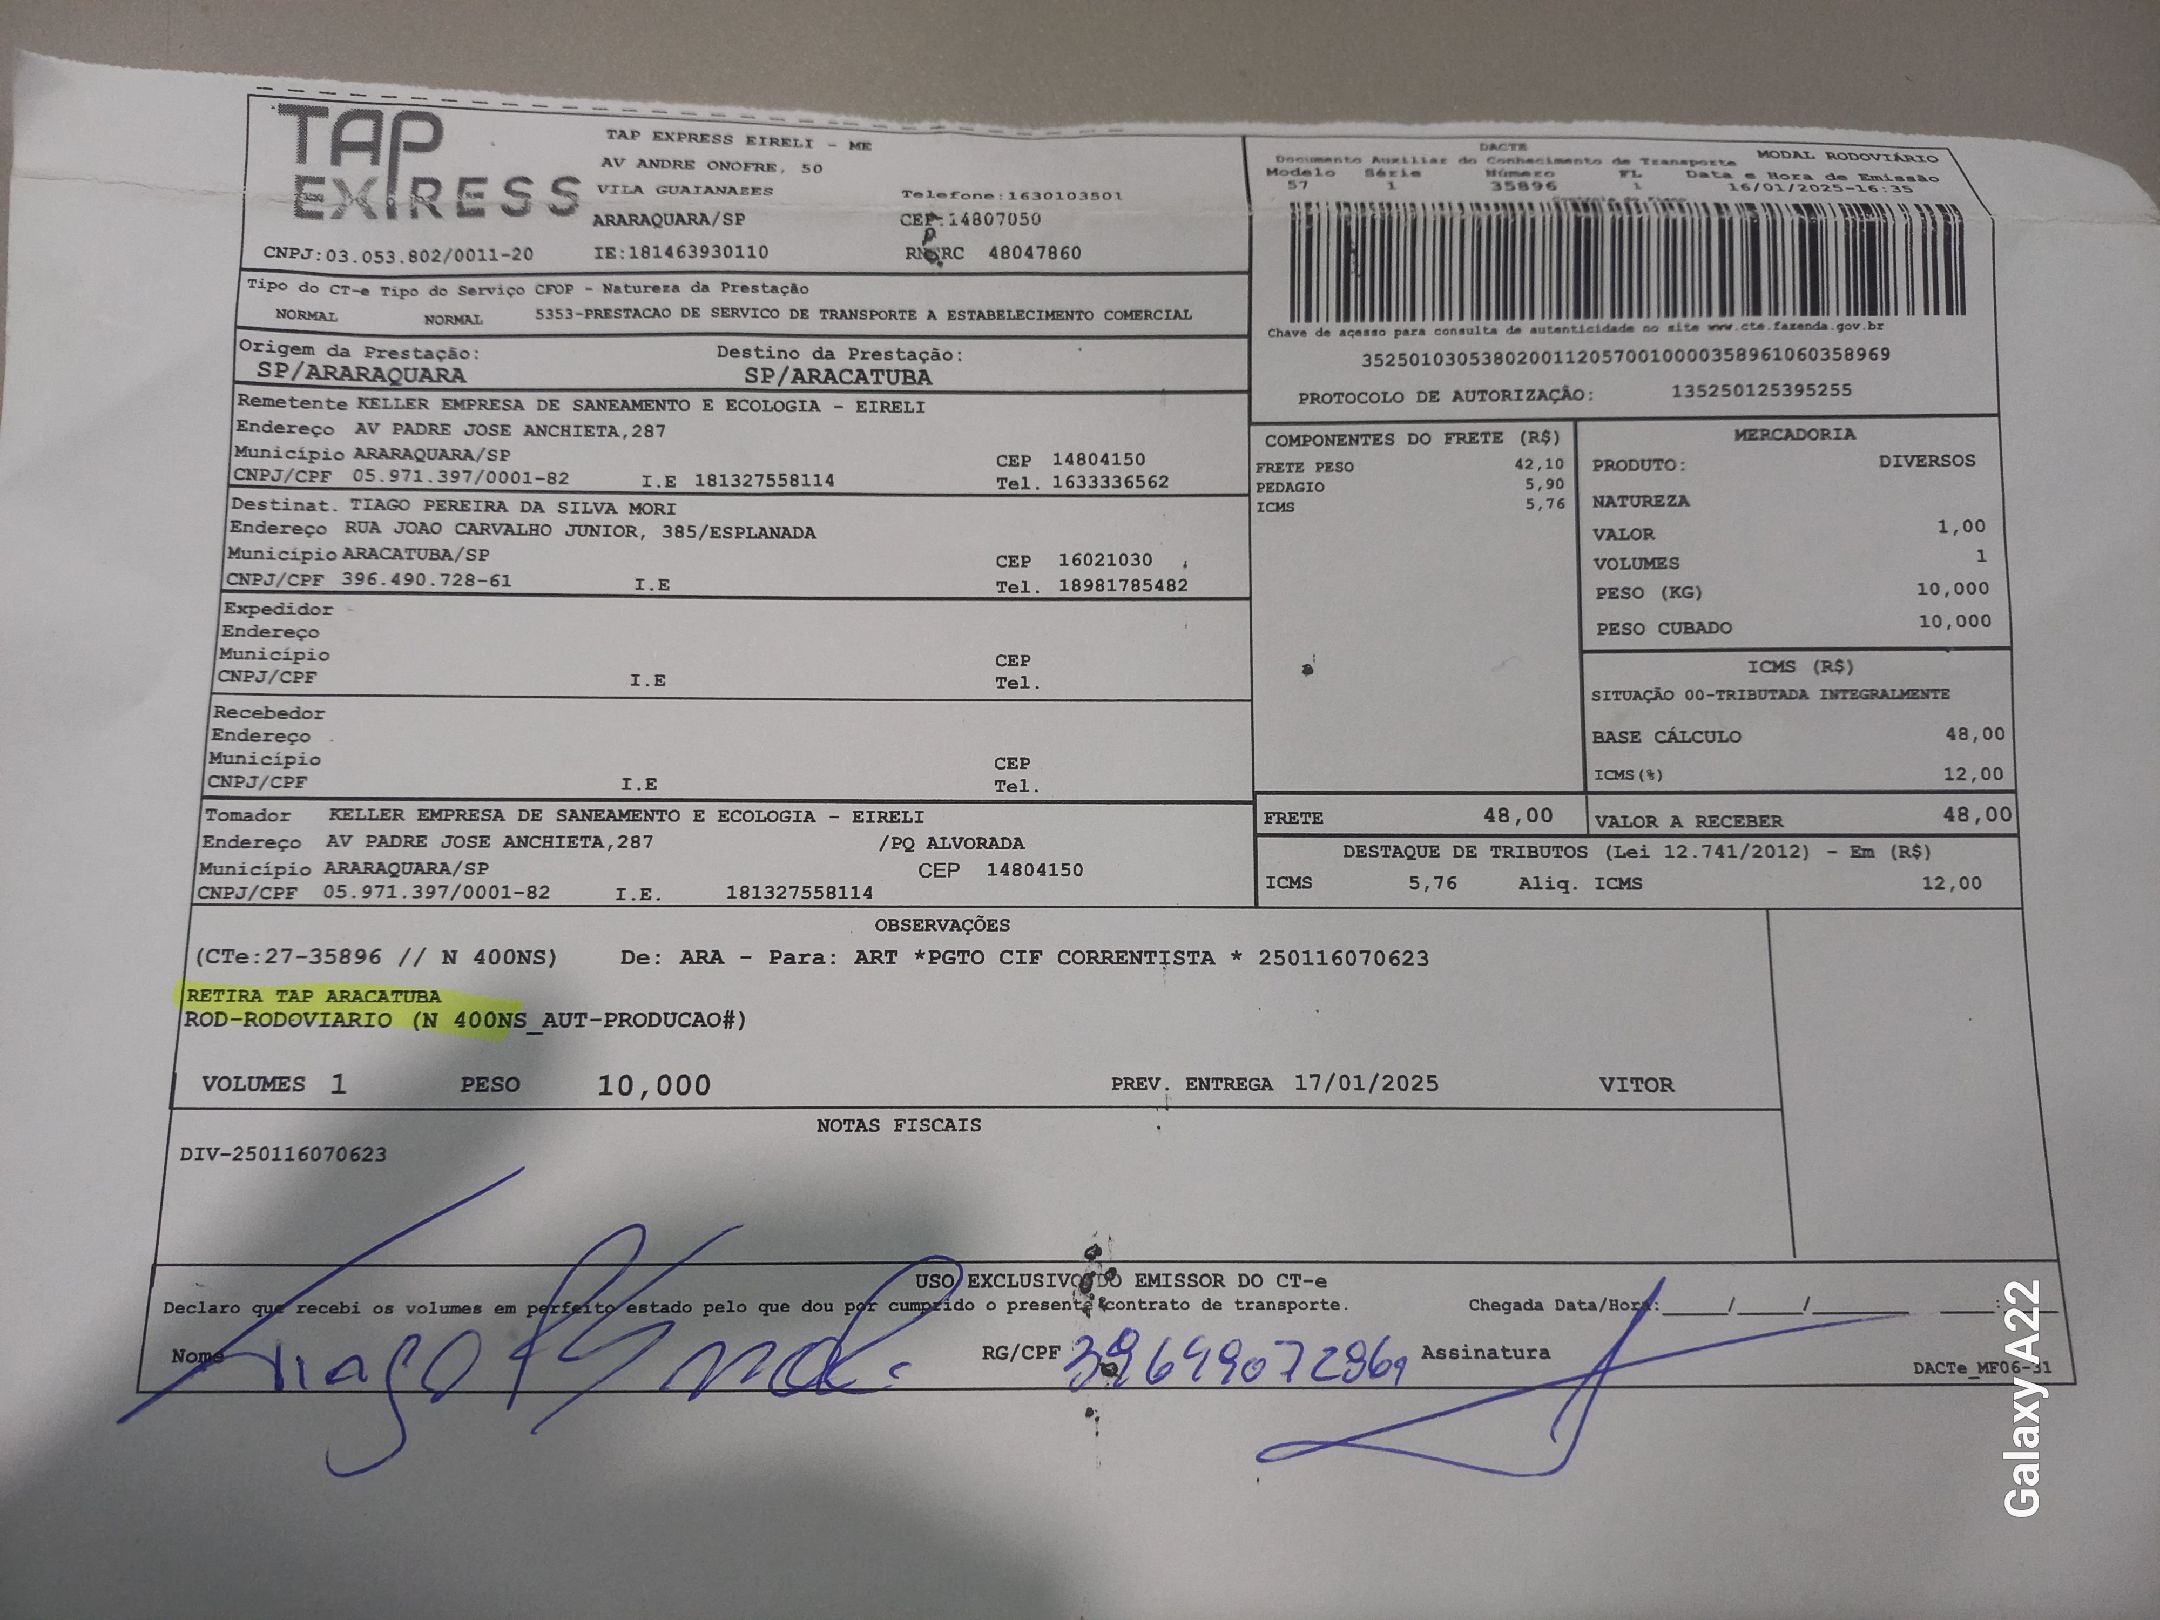 TAP EXPRESS
TAP EXPRESS EIRELI - ME
AV ANDRE ONOFRE, 50
VILA GUAIANAZES Telefone:1630103501
ARARAQUARA/SP CEP:14807050
CNPJ:03.053.802/0011-20 IE:181463930110 RNTRC 48047860
DACTE
Documento Auxiliar do Conhecimento de Transporte MODAL RODOVIÁRIO
Modelo Série Número FL Data e Hora de Emissão
57 1 35896 1 16/01/2025-16:35
Chave de acesso para consulta de autenticidade no site www.cte.fazenda.gov.br
35250103053802001120570010000358961060358969
PROTOCOLO DE AUTORIZAÇÃO: 135250125395255
Tipo do CT-e Tipo do Serviço CFOP - Natureza da Prestação
NORMAL NORMAL 5353-PRESTACAO DE SERVICO DE TRANSPORTE A ESTABELECIMENTO COMERCIAL
Origem da Prestação: Destino da Prestação:
SP/ARARAQUARA SP/ARACATUBA
Remetente KELLER EMPRESA DE SANEAMENTO E ECOLOGIA - EIRELI
Endereço AV PADRE JOSE ANCHIETA,287
Município ARARAQUARA/SP CEP 14804150
CNPJ/CPF 05.971.397/0001-82 I.E 181327558114 Tel. 1633336562
Destinat. TIAGO PEREIRA DA SILVA MORI
Endereço RUA JOAO CARVALHO JUNIOR, 385/ESPLANADA
Município ARACATUBA/SP CEP 16021030
CNPJ/CPF 396.490.728-61 I.E Tel. 18981785482
Expedidor
Endereço
Município CEP
CNPJ/CPF I.E Tel.
Recebedor
Endereço
Município CEP
CNPJ/CPF I.E Tel.
Tomador KELLER EMPRESA DE SANEAMENTO E ECOLOGIA - EIRELI
Endereço AV PADRE JOSE ANCHIETA,287 /PQ ALVORADA
Município ARARAQUARA/SP CEP 14804150
CNPJ/CPF 05.971.397/0001-82 I.E. 181327558114
COMPONENTES DO FRETE (R$)
FRETE PESO 42,10
PEDAGIO 5,90
ICMS 5,76
MERCADORIA
PRODUTO: DIVERSOS
NATUREZA
VALOR 1,00
VOLUMES 1
PESO (KG) 10,000
PESO CUBADO 10,000
ICMS (R$)
SITUAÇÃO 00-TRIBUTADA INTEGRALMENTE
BASE CÁLCULO 48,00
ICMS(%) 12,00
FRETE 48,00 VALOR A RECEBER 48,00
DESTAQUE DE TRIBUTOS (Lei 12.741/2012) - Em (R$)
ICMS 5,76 Aliq. ICMS 12,00
OBSERVAÇÕES
(CTe:27-35896 // N 400NS) De: ARA - Para: ART *PGTO CIF CORRENTISTA * 250116070623
RETIRA TAP ARACATUBA
ROD-RODOVIARIO (N 400NS_AUT-PRODUCAO#)
VOLUMES 1 PESO 10,000 PREV. ENTREGA 17/01/2025 VITOR
NOTAS FISCAIS
DIV-250116070623
USO EXCLUSIVO DO EMISSOR DO CT-e
Declaro que recebi os volumes em perfeito estado pelo que dou por cumprido o presente contrato de transporte. Chegada Data/Hora:_____/_____/_______ ____:____
Nome Tiago RG/CPF 39649072861 Assinatura
DACTe_MF06-31
Galaxy A22